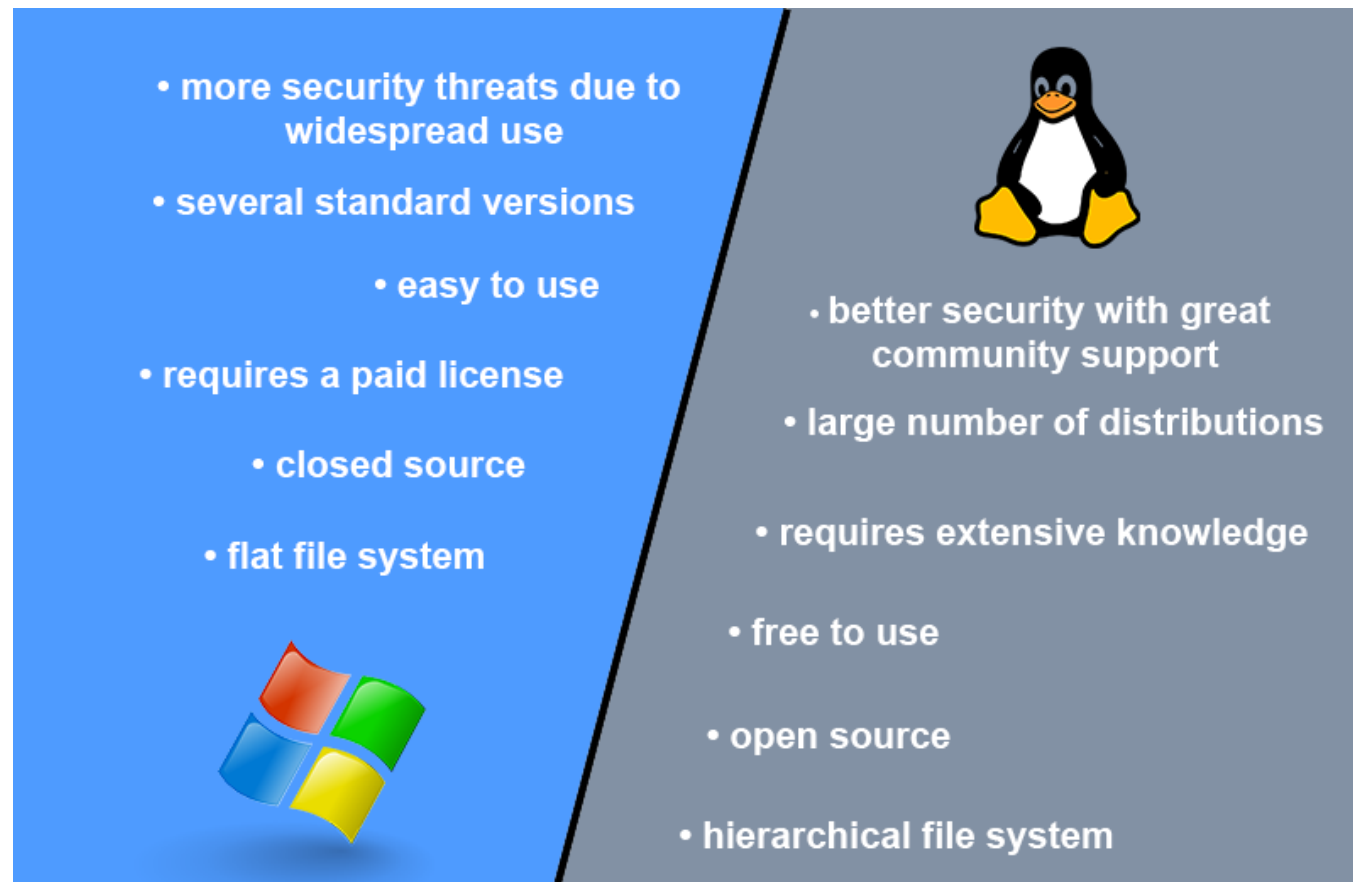 • more security threats due to
widespread use
• several standard versions
• easy to use
• requires a paid license
• closed source
• flat file system
• better security with great
community support
• large number of distributions
• requires extensive knowledge
• free to use
• open source
• hierarchical file system